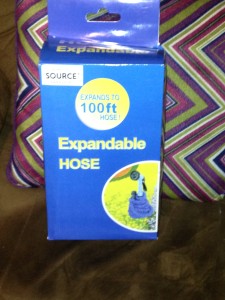 Expandable
SOURCE
EXPANDS TO
100ft
HOSE!
Expandable
HOSE